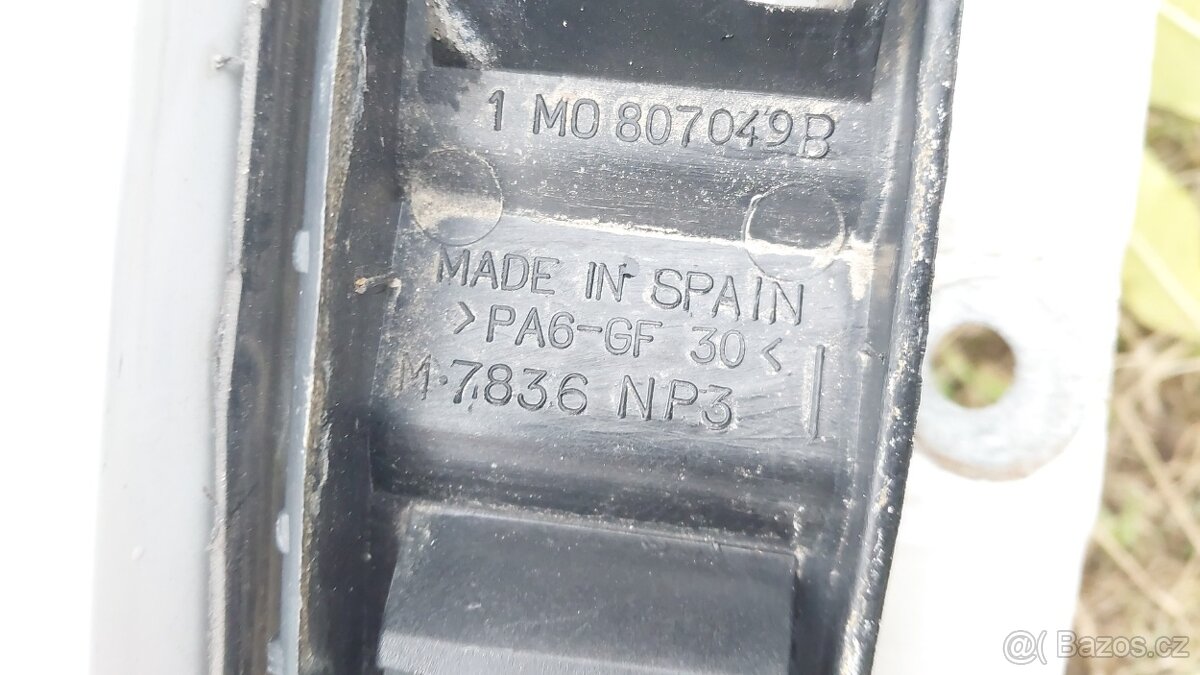 1 M0 807049B
MADE IN SPAIN
>PA6-GF 30<
M·7836 NP3
@ Bazos.cz